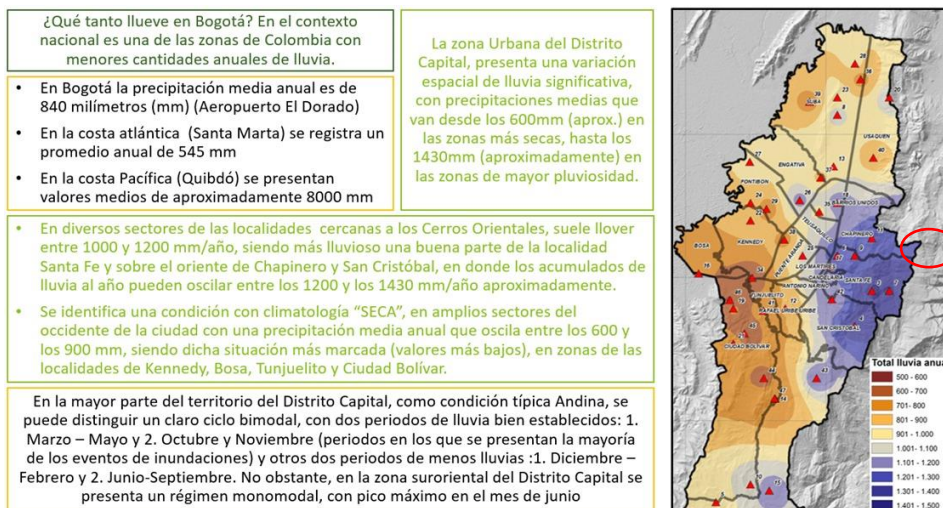 ¿Qué tanto llueve en Bogotá? En el contexto
nacional es una de las zonas de Colombia con
menores cantidades anuales de lluvia.
• En Bogotá la precipitación media anual es de
840 milímetros (mm) (Aeropuerto El Dorado)
• En la costa atlántica (Santa Marta) se registra un
promedio anual de 545 mm
• En la costa Pacífica (Quibdó) se presentan
valores medios de aproximadamente 8000 mm
La zona Urbana del Distrito
Capital, presenta una variación
espacial de lluvia significativa,
con precipitaciones medias que
van desde los 600mm (aprox.) en
las zonas más secas, hasta los
1430mm (aproximadamente) en
las zonas de mayor pluviosidad.
• En diversos sectores de las localidades cercanas a los Cerros Orientales, suele llover
entre 1000 y 1200 mm/año, siendo más lluvioso una buena parte de la localidad
Santa Fe y sobre el oriente de Chapinero y San Cristóbal, en donde los acumulados de
lluvia al año pueden oscilar entre los 1200 y los 1430 mm/año aproximadamente.
• Se identifica una condición con climatología “SECA”, en amplios sectores del
occidente de la ciudad con una precipitación media anual que oscila entre los 600 y
los 900 mm, siendo dicha situación más marcada (valores más bajos), en zonas de las
localidades de Kennedy, Bosa, Tunjuelito y Ciudad Bolívar.
En la mayor parte del territorio del Distrito Capital, como condición típica Andina, se
puede distinguir un claro ciclo bimodal, con dos periodos de lluvia bien establecidos: 1.
Marzo – Mayo y 2. Octubre y Noviembre (periodos en los que se presentan la mayoría
de los eventos de inundaciones) y otros dos periodos de menos lluvias :1. Diciembre –
Febrero y 2. Junio-Septiembre. No obstante, en la zona suroriental del Distrito Capital se
presenta un régimen monomodal, con pico máximo en el mes de junio
SUBA
USAQUEN
ENGATIVA
FONTIBON
BARRIOS UNIDOS
TEUSAQUILLO
CHAPINERO
BOSA
KENNEDY
PUENTE ARANDA
LOS MARTIRES
CANDELARIA
SANTA FE
ANTONIO NARIÑO
TUNJUELITO
RAFAEL URIBE URIBE
SAN CRISTOBAL
CIUDAD BOLIVAR
Total lluvia anual
500 - 600
600 - 700
701- 800
801 - 900
901 - 1.000
1.001- 1.100
1.101 - 1.200
1.201 - 1.300
1.301 - 1.400
1.401 - 1.500